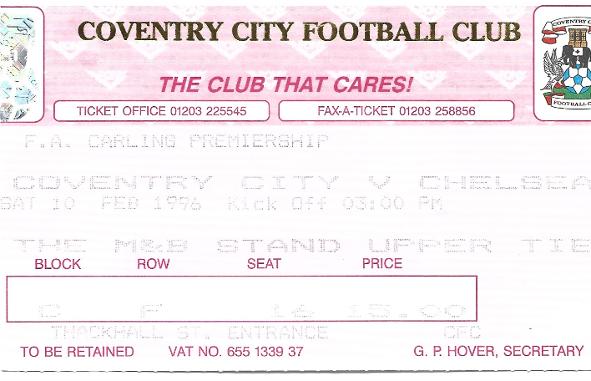 COVENTRY CITY FOOTBALL CLUB
COVENTRY C
FOOTBALL C
THE CLUB THAT CARES!
TICKET OFFICE 01203 225545
FAX-A-TICKET 01203 258856
F.A. CARLING PREMIERSHIP
COVENTRY CITY V CHELSEA
SAT 10 FEB 1996 Kick Off 03:00 PM
THE M&B STAND UPPER TIE
BLOCK ROW SEAT PRICE
C F 16 15.00
THACKHALL ST. ENTRANCE CFC
TO BE RETAINED VAT NO. 655 1339 37 G. P. HOVER, SECRETARY